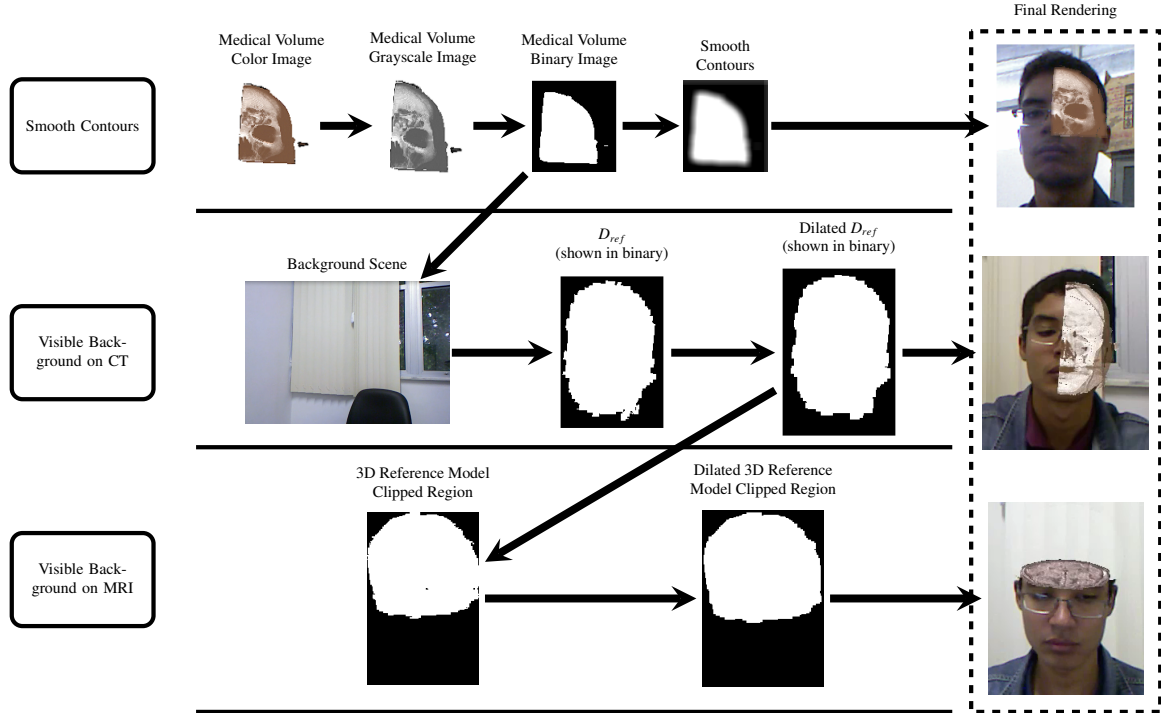 Final Rendering
Medical Volume
Color Image
Medical Volume
Grayscale Image
Medical Volume
Binary Image
Smooth
Contours
Smooth Contours
Background Scene
D_ref
(shown in binary)
Dilated D_ref
(shown in binary)
Visible Back-
ground on CT
3D Reference Model
Clipped Region
Dilated 3D Reference
Model Clipped Region
Visible Back-
ground on MRI